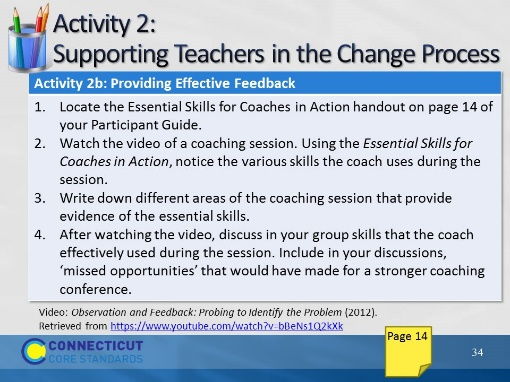 Activity 2:
Supporting Teachers in the Change Process
Activity 2b: Providing Effective Feedback
1. Locate the Essential Skills for Coaches in Action handout on page 14 of
your Participant Guide.
2. Watch the video of a coaching session. Using the Essential Skills for
Coaches in Action, notice the various skills the coach uses during the
session.
3. Write down different areas of the coaching session that provide
evidence of the essential skills.
4. After watching the video, discuss in your group skills that the coach
effectively used during the session. Include in your discussions,
‘missed opportunities’ that would have made for a stronger coaching
conference.
Video: Observation and Feedback: Probing to Identify the Problem (2012).
Retrieved from https://www.youtube.com/watch?v=bBeNs1Q2kXk
Page 14
CONNECTICUT
CORE STANDARDS
34